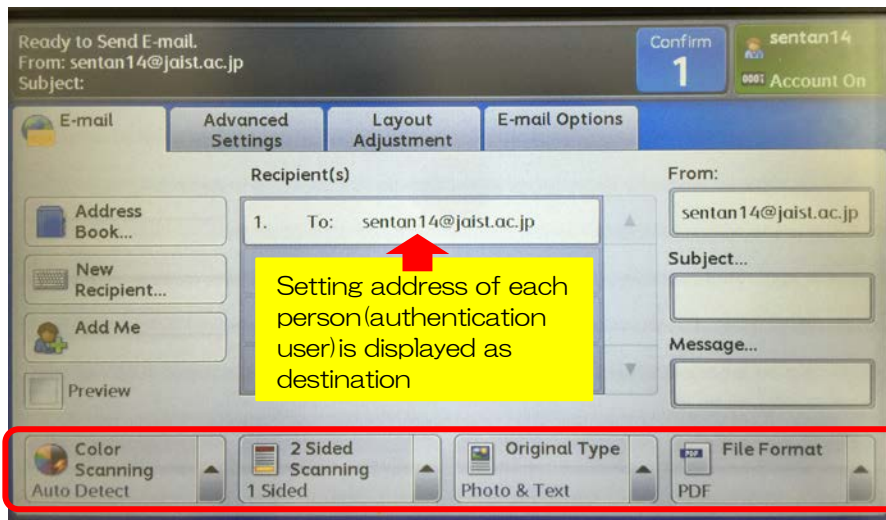 Ready to Send E-mail.
From: sentan14@jaist.ac.jp
Subject:
Confirm
1
sentan14
0001 Account On
E-mail
Advanced
Settings
Layout
Adjustment
E-mail Options
Recipient(s)
From:
Address
Book...
1. To: sentan14@jaist.ac.jp
sentan14@jaist.ac.jp
New
Recipient...
Setting address of each
person(authentication
user)is displayed as
destination
Subject...
Add Me
Message...
Preview
Color
Scanning
Auto Detect
2 Sided
Scanning
1 Sided
Original Type
Photo & Text
PDF
File Format
PDF